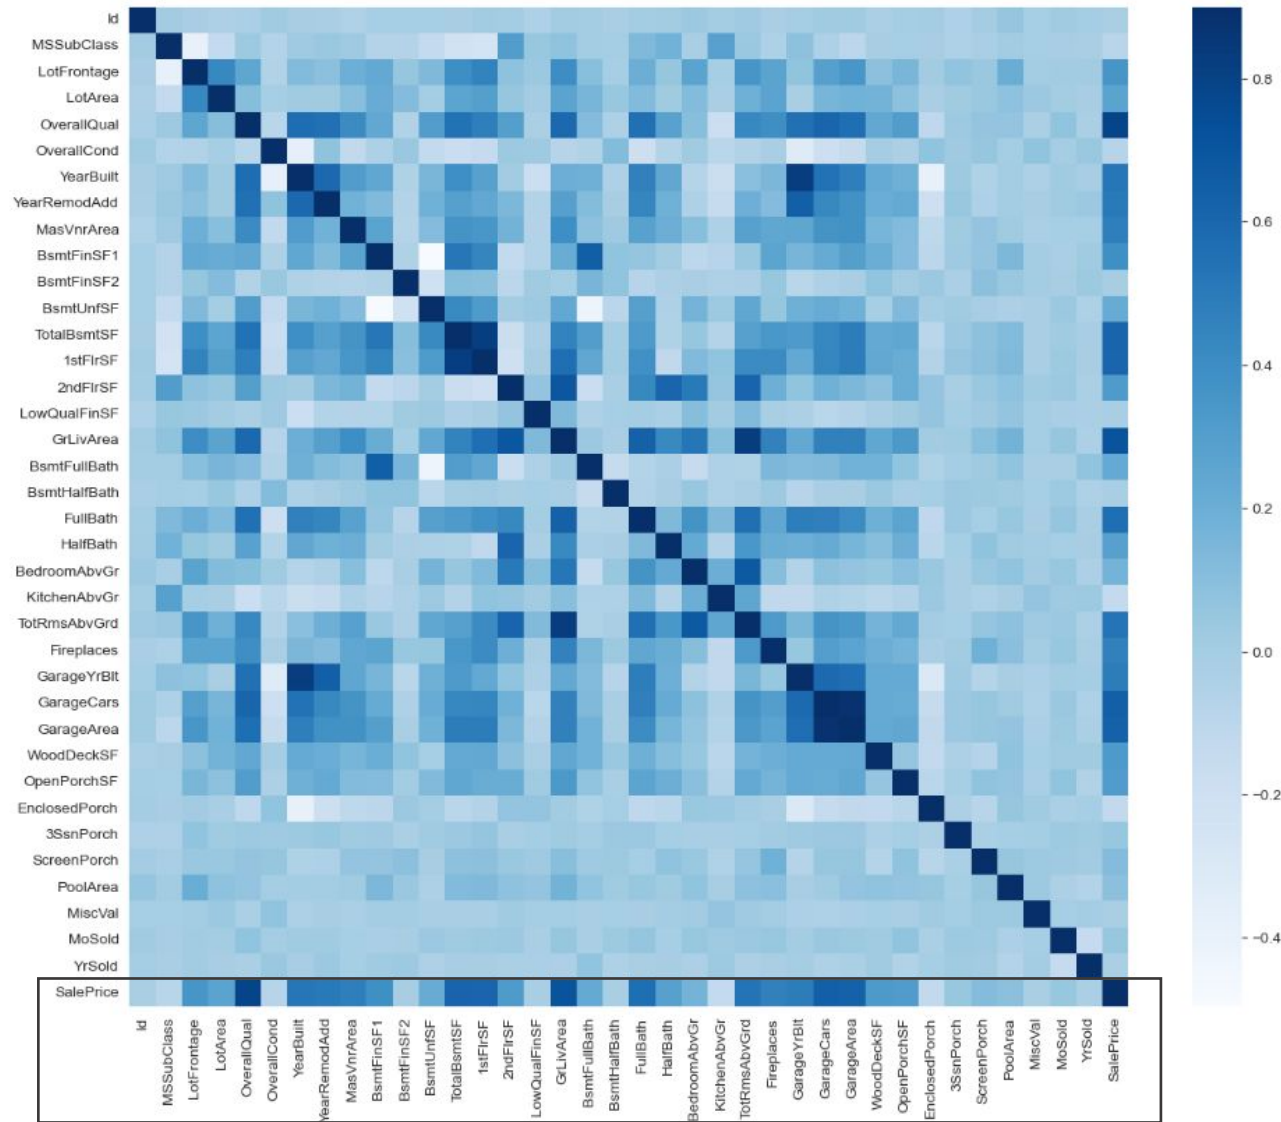 Id
MSSubClass
LotFrontage
LotArea
OverallQual
OverallCond
YearBuilt
YearRemodAdd
MasVnrArea
BsmtFinSF1
BsmtFinSF2
BsmtUnfSF
TotalBsmtSF
1stFlrSF
2ndFlrSF
LowQualFinSF
GrLivArea
BsmtFullBath
BsmtHalfBath
FullBath
HalfBath
BedroomAbvGr
KitchenAbvGr
TotRmsAbvGrd
Fireplaces
GarageYrBlt
GarageCars
GarageArea
WoodDeckSF
OpenPorchSF
EnclosedPorch
3SsnPorch
ScreenPorch
PoolArea
MiscVal
MoSold
YrSold
SalePrice
Id
MSSubClass
LotFrontage
LotArea
OverallQual
OverallCond
YearBuilt
YearRemodAdd
MasVnrArea
BsmtFinSF1
BsmtFinSF2
BsmtUnfSF
TotalBsmtSF
1stFlrSF
2ndFlrSF
LowQualFinSF
GrLivArea
BsmtFullBath
BsmtHalfBath
FullBath
HalfBath
BedroomAbvGr
KitchenAbvGr
TotRmsAbvGrd
Fireplaces
GarageYrBlt
GarageCars
GarageArea
WoodDeckSF
OpenPorchSF
EnclosedPorch
3SsnPorch
ScreenPorch
PoolArea
MiscVal
MoSold
YrSold
SalePrice
0.8
0.6
0.4
0.2
0.0
−0.2
−0.4